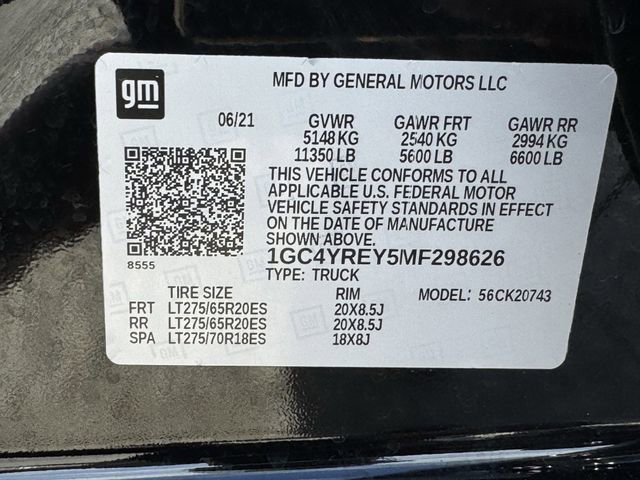 gm
MFD BY GENERAL MOTORS LLC
06/21 GVWR GAWR FRT GAWR RR
5148 KG 2540 KG 2994 KG
11350 LB 5600 LB 6600 LB
THIS VEHICLE CONFORMS TO ALL
APPLICABLE U.S. FEDERAL MOTOR
VEHICLE SAFETY STANDARDS IN EFFECT
ON THE DATE OF MANUFACTURE
SHOWN ABOVE.
8555
1GC4YREY5MF298626
TYPE: TRUCK
TIRE SIZE RIM MODEL: 56CK20743
FRT LT275/65R20ES 20X8.5J
RR LT275/65R20ES 20X8.5J
SPA LT275/70R18ES 18X8J